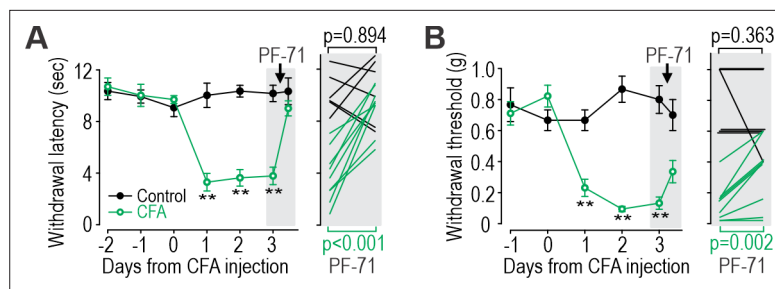 A
PF-71
p=0.894
Withdrawal latency (sec)
12
8
4
0
Control
CFA
**
**
**
-2
-1
0
1
2
3
Days from CFA injection
p<0.001
PF-71
B
PF-71
p=0.363
Withdrawal threshold (g)
1.0
0.8
0.6
0.4
0.2
0
**
**
**
-1
0
1
2
3
Days from CFA injection
p=0.002
PF-71